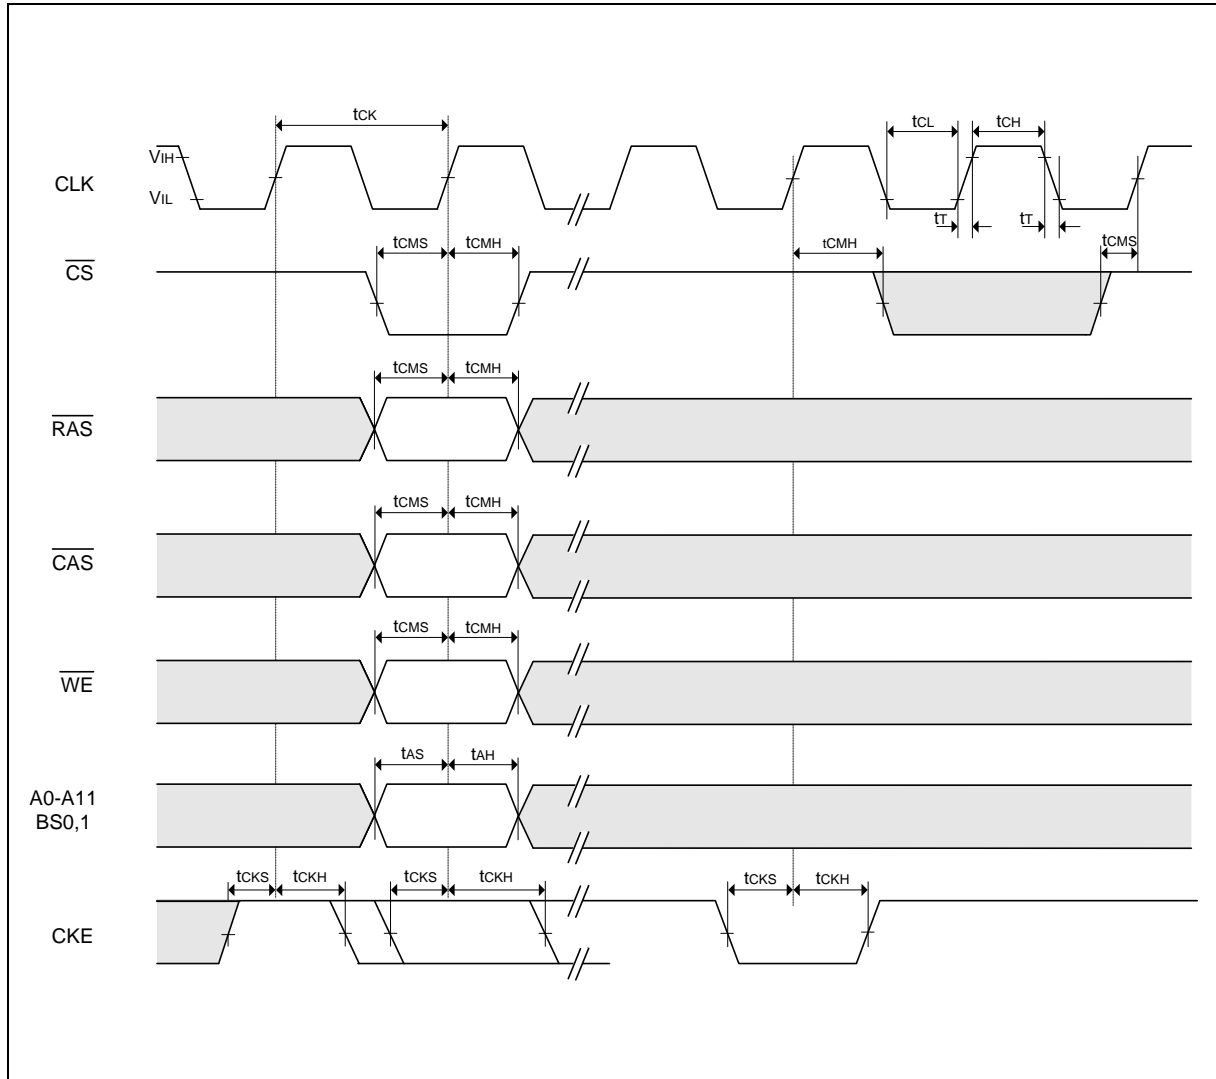 tCK
tCL
tCH
VIH
CLK
VIL
tT
tT
tCMS
tCMH
tCMH
tCMS
CS
tCMS
tCMH
RAS
tCMS
tCMH
CAS
tCMS
tCMH
WE
tAS
tAH
A0-A11
BS0,1
tCKS
tCKH
tCKS
tCKH
tCKS
tCKH
CKE